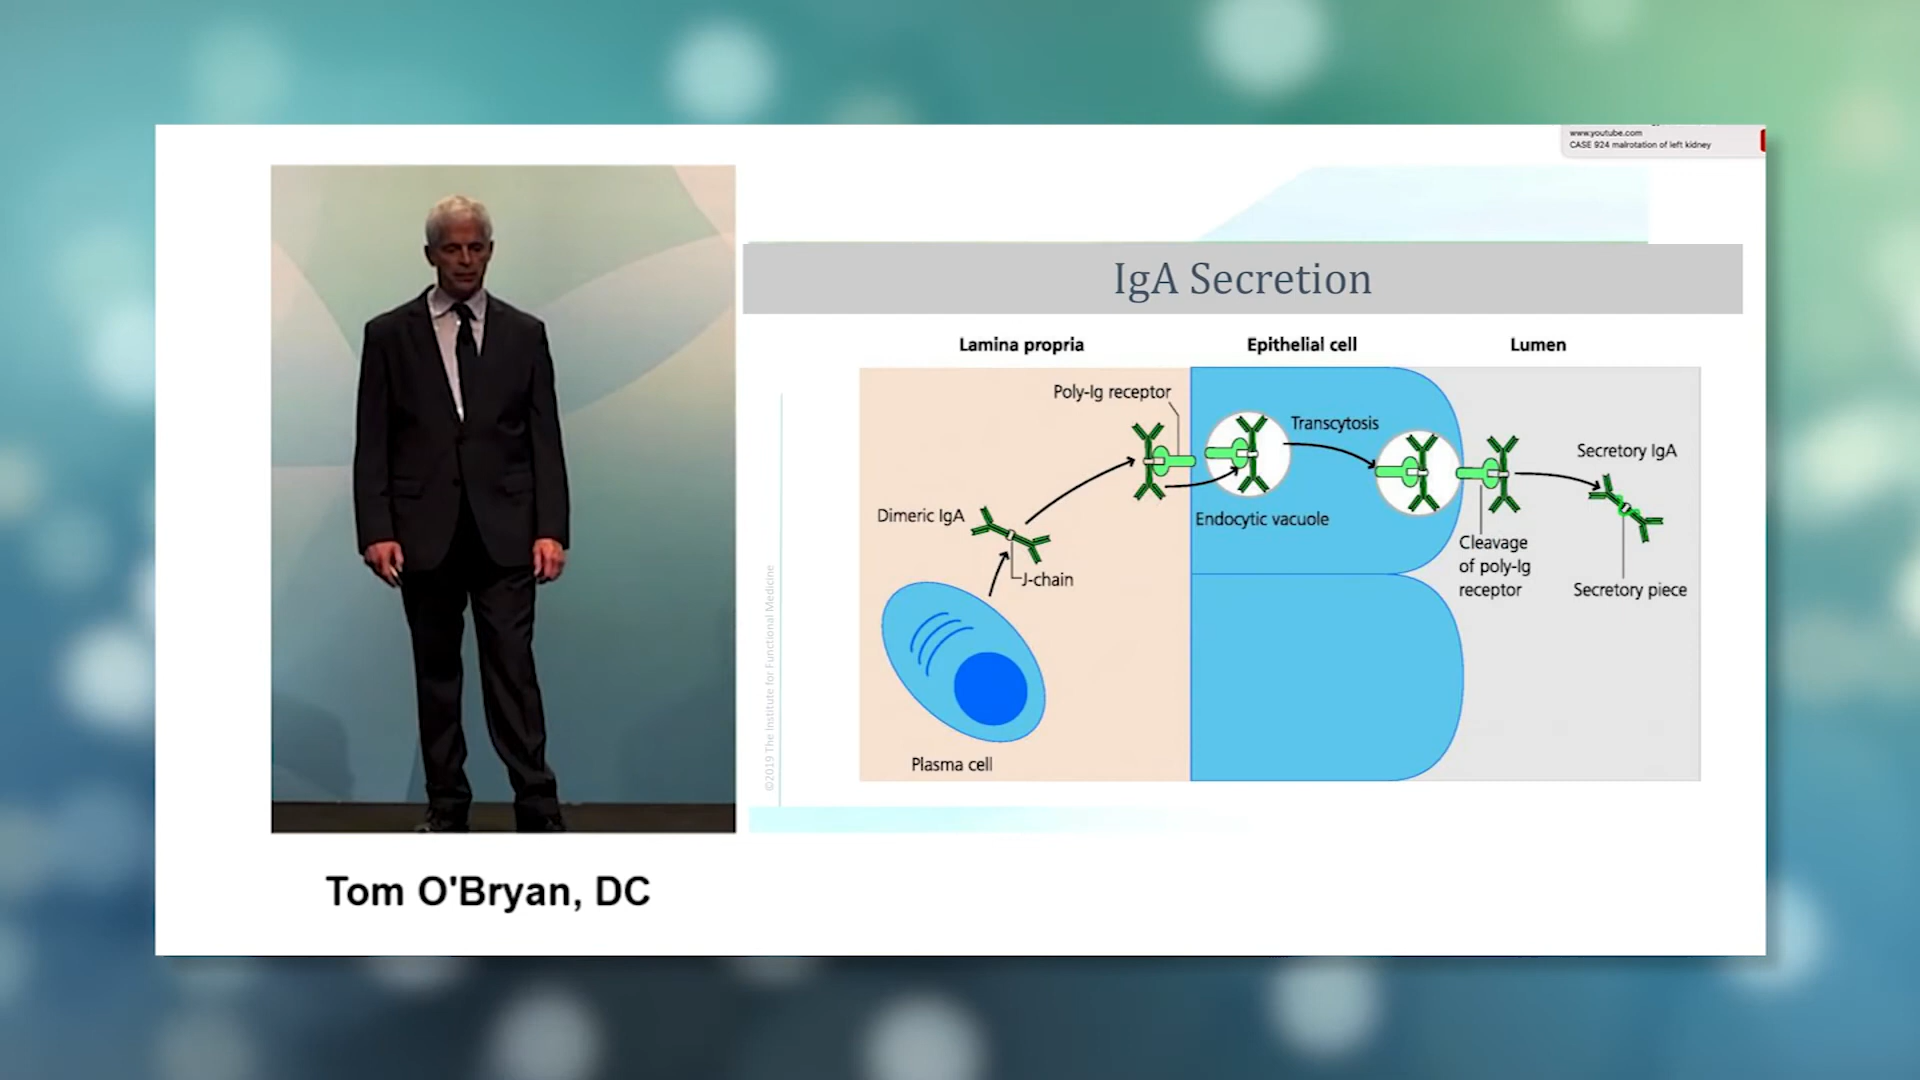 www.youtube.com
CASE 924 malrotation of left kidney
IgA Secretion
Lamina propria
Epithelial cell
Lumen
Poly-Ig receptor
Transcytosis
Secretory IgA
Dimeric IgA
Endocytic vacuole
J-chain
Cleavage
of poly-Ig
receptor
Secretory piece
Plasma cell
©2019 The Institute for Functional Medicine
Tom O'Bryan, DC